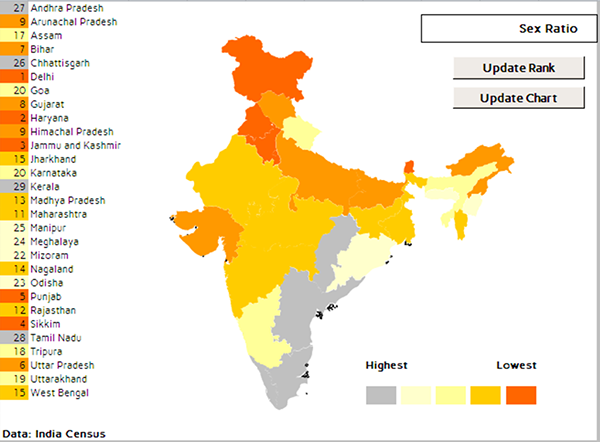 27 Andhra Pradesh
9 Arunachal Pradesh
17 Assam
7 Bihar
26 Chhattisgarh
1 Delhi
20 Goa
8 Gujarat
2 Haryana
9 Himachal Pradesh
3 Jammu and Kashmir
15 Jharkhand
20 Karnataka
29 Kerala
13 Madhya Pradesh
11 Maharashtra
25 Manipur
24 Meghalaya
22 Mizoram
14 Nagaland
23 Odisha
5 Punjab
12 Rajasthan
4 Sikkim
28 Tamil Nadu
18 Tripura
6 Uttar Pradesh
19 Uttarakhand
15 West Bengal
Sex Ratio
Update Rank
Update Chart
Highest Lowest
Data: India Census